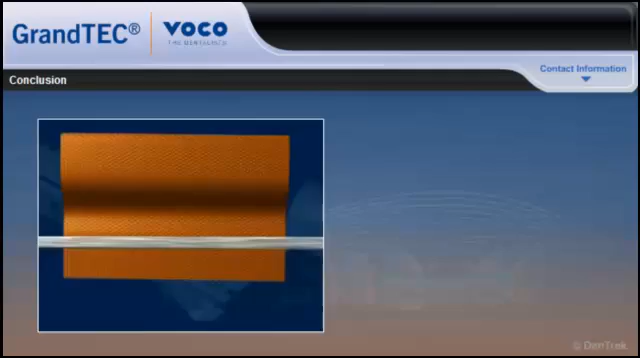 GrandTEC®
VOCO
THE DENTALISTS
Contact Information
Conclusion
© DenTrek